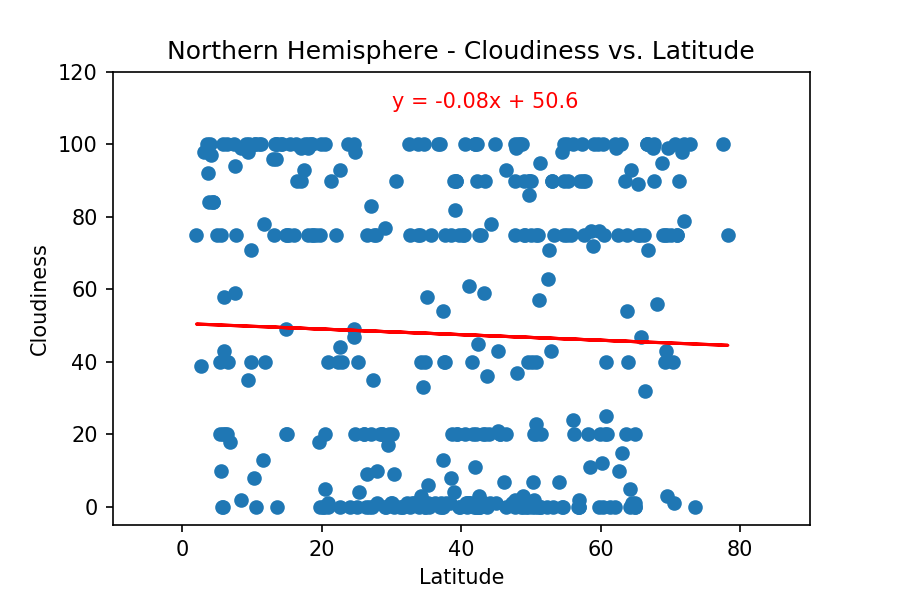 Northern Hemisphere - Cloudiness vs. Latitude
y = -0.08x + 50.6
120
100
80
60
40
20
0
Cloudiness
0 20 40 60 80
Latitude